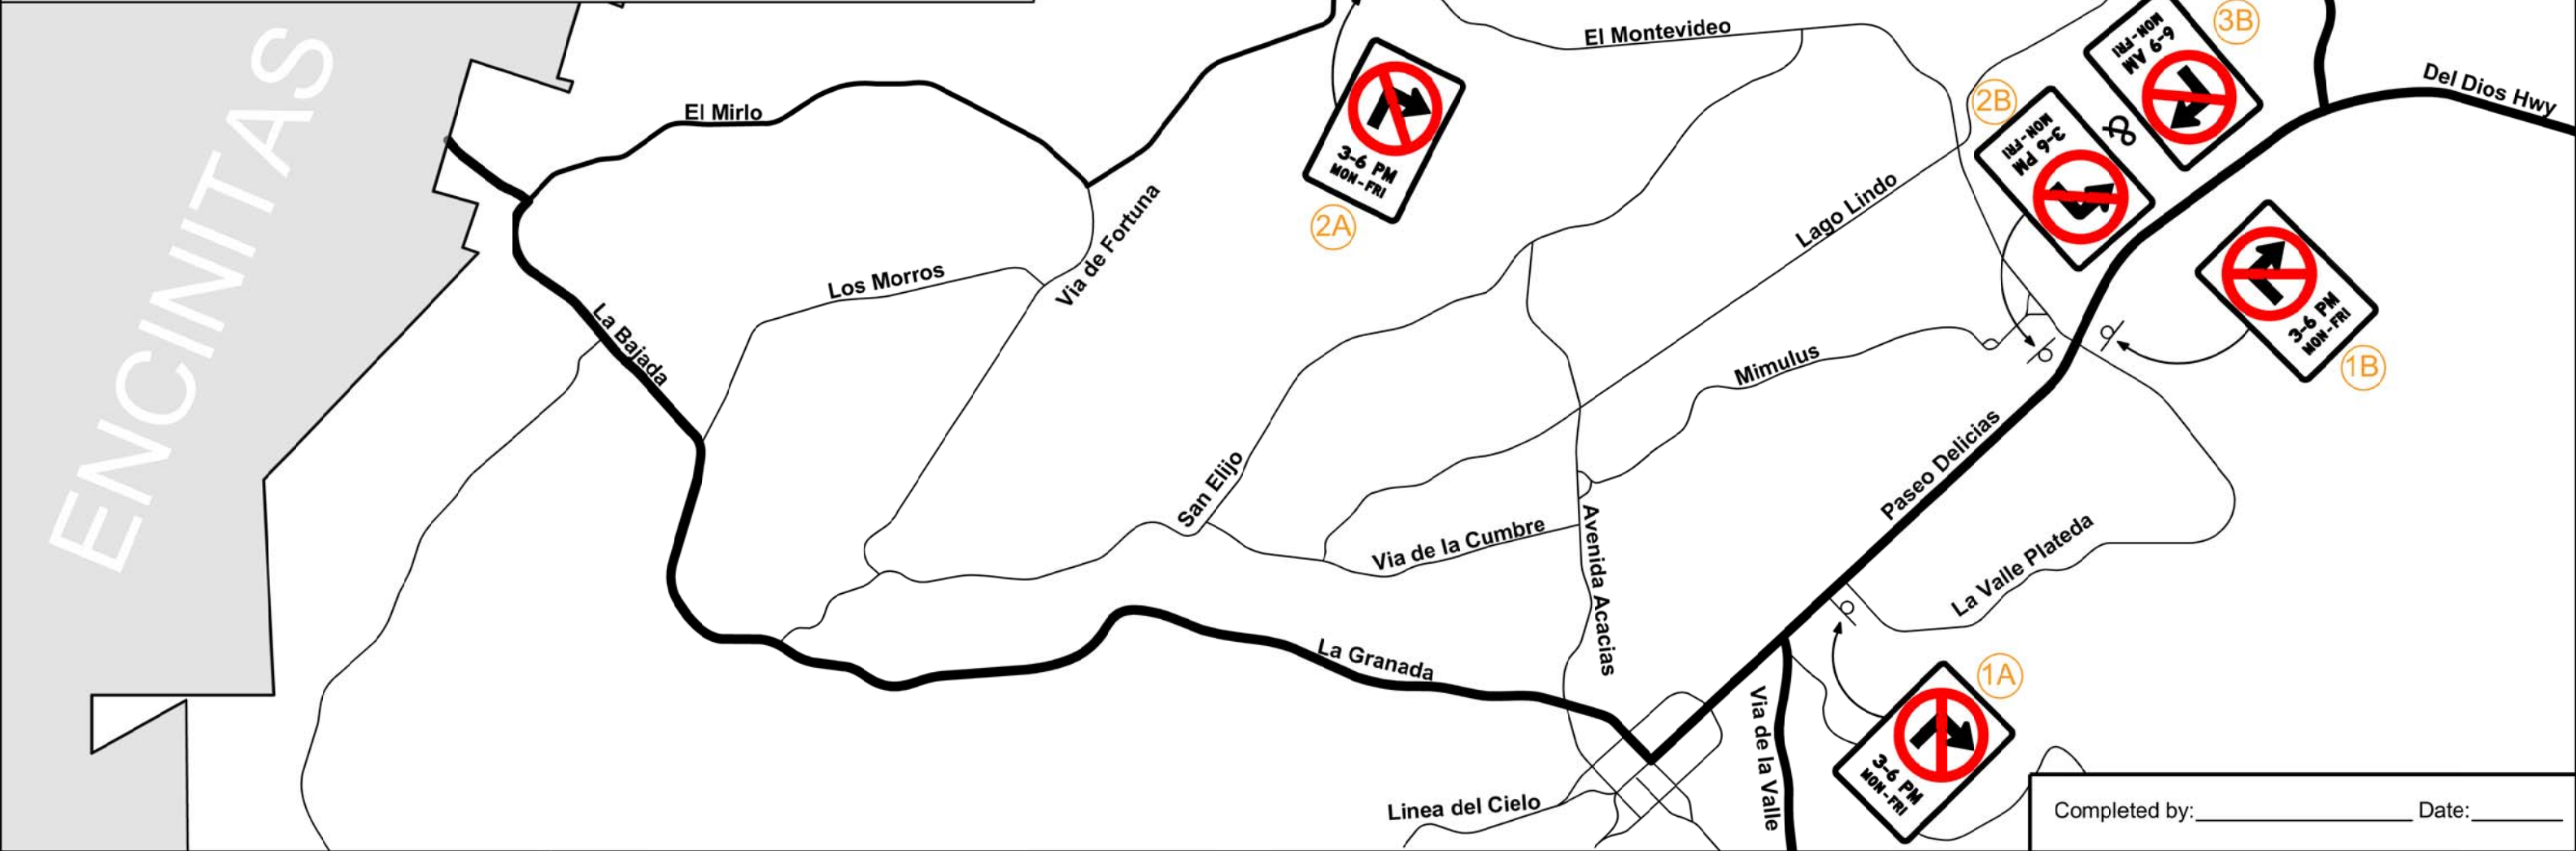 ENCINITAS
El Mirlo
La Bajada
Los Morros
Via de Fortuna
3-6 PM
MON-FRI
2A
El Montevideo
Lago Lindo
2B
3-6 PM
MON-FRI
&
3B
6-9 AM
MON-FRI
Del Dios Hwy
3-6 PM
MON-FRI
1B
Mimulus
San Elijo
Via de la Cumbre
Avenida Acacias
Paseo Delicias
La Valle Plateda
La Granada
Via de la Valle
1A
3-6 PM
MON-FRI
Linea del Cielo
Completed by: Date: